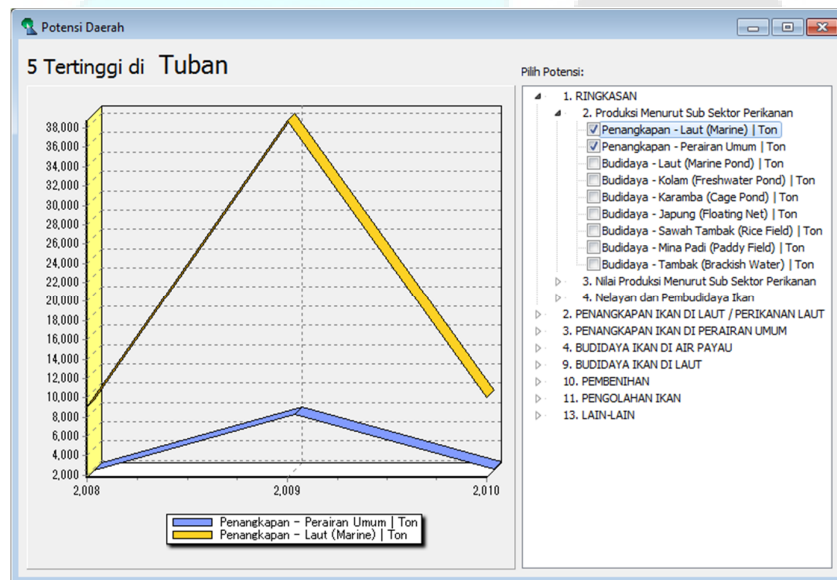 Potensi Daerah
5 Tertinggi di Tuban
38,000
36,000
34,000
32,000
30,000
28,000
26,000
24,000
22,000
20,000
18,000
16,000
14,000
12,000
10,000
8,000
6,000
4,000
2,000
2,008
2,009
2,010
Penangkapan - Perairan Umum | Ton
Penangkapan - Laut (Marine) | Ton
Pilih Potensi:
1. RINGKASAN
2. Produksi Menurut Sub Sektor Perikanan
Penangkapan - Laut (Marine) | Ton
Penangkapan - Perairan Umum | Ton
Budidaya - Laut (Marine Pond) | Ton
Budidaya - Kolam (Freshwater Pond) | Ton
Budidaya - Karamba (Cage Pond) | Ton
Budidaya - Japung (Floating Net) | Ton
Budidaya - Sawah Tambak (Rice Field) | Ton
Budidaya - Mina Padi (Paddy Field) | Ton
Budidaya - Tambak (Brackish Water) | Ton
3. Nilai Produksi Menurut Sub Sektor Perikanan
4. Nelayan dan Pembudidaya Ikan
2. PENANGKAPAN IKAN DI LAUT / PERIKANAN LAUT
3. PENANGKAPAN IKAN DI PERAIRAN UMUM
4. BUDIDAYA IKAN DI AIR PAYAU
9. BUDIDAYA IKAN DI LAUT
10. PEMBENIHAN
11. PENGOLAHAN IKAN
13. LAIN-LAIN